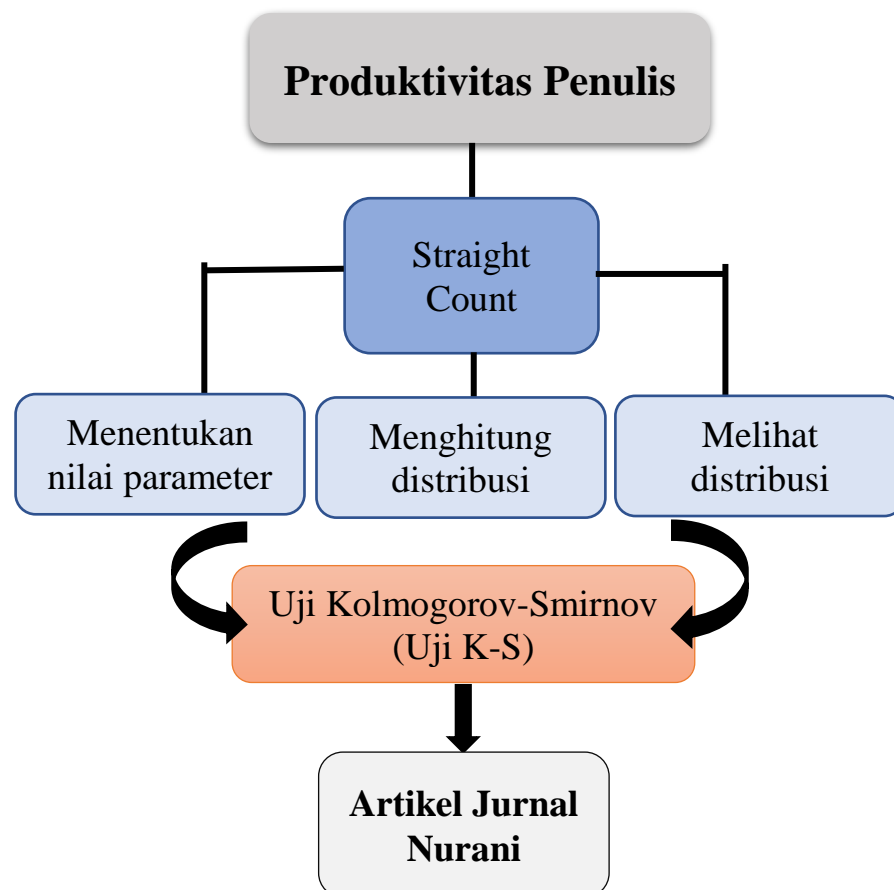 Produktivitas Penulis
Straight
Count
Menentukan
nilai parameter
Menghitung
distribusi
Melihat
distribusi
Uji Kolmogorov-Smirnov
(Uji K-S)
Artikel Jurnal
Nurani